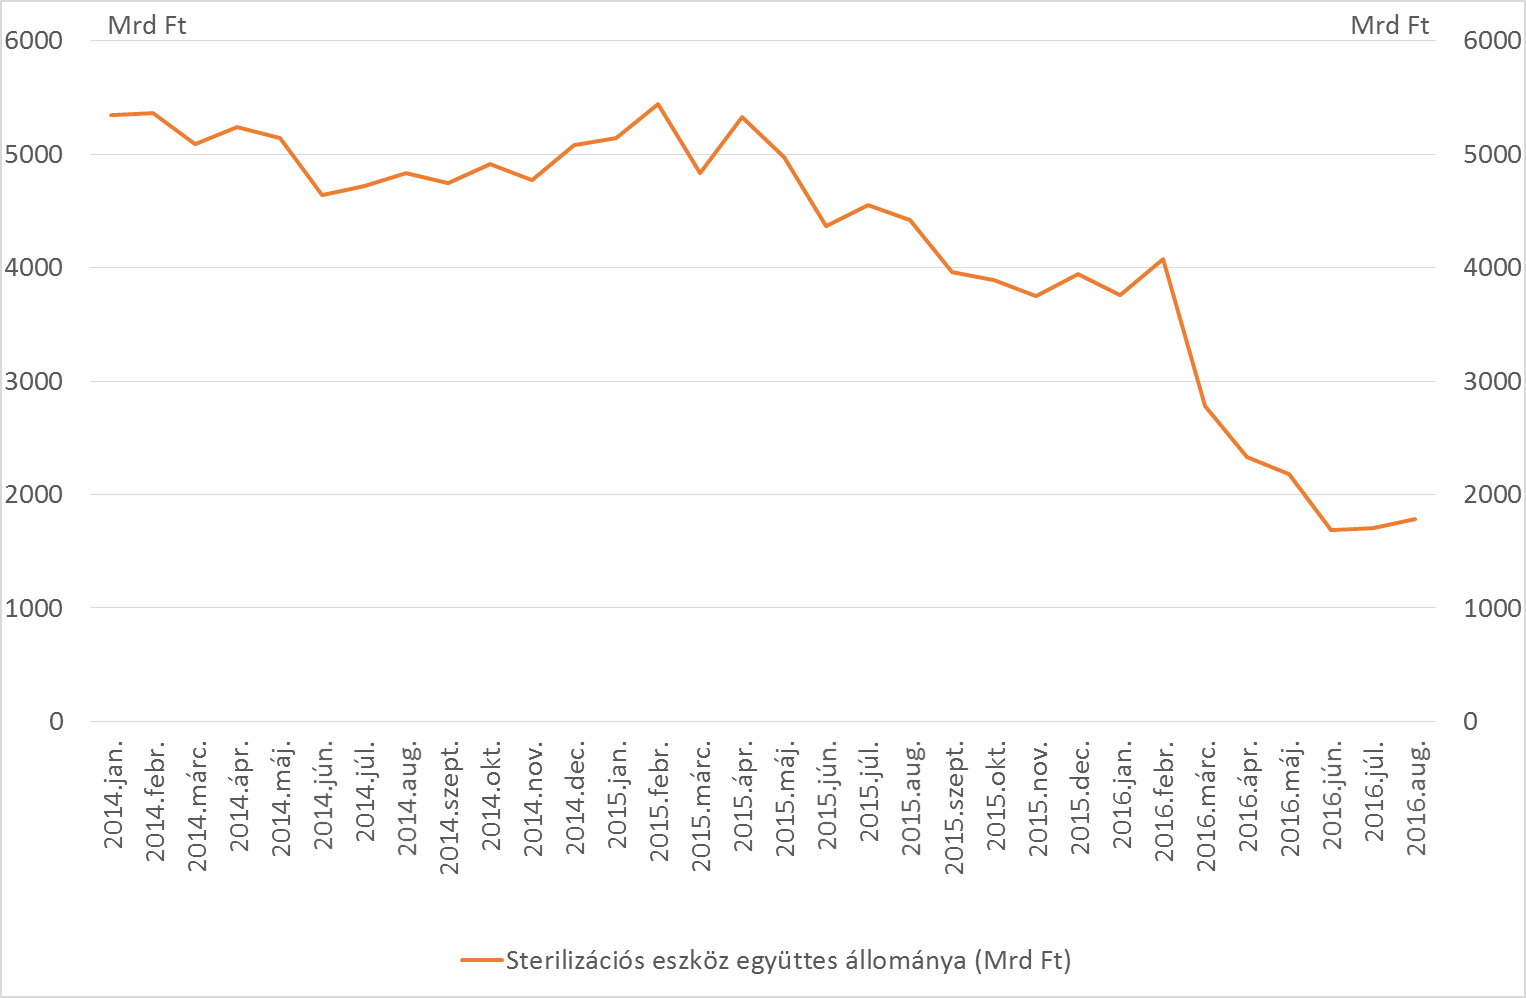 Mrd Ft
Mrd Ft
6000
6000
5000
5000
4000
4000
3000
3000
2000
2000
1000
1000
0
0
2014.jan.
2014.febr.
2014.márc.
2014.ápr.
2014.máj.
2014.jún.
2014.júl.
2014.aug.
2014.szept.
2014.okt.
2014.nov.
2014.dec.
2015.jan.
2015.febr.
2015.márc.
2015.ápr.
2015.máj.
2015.jún.
2015.júl.
2015.aug.
2015.szept.
2015.okt.
2015.nov.
2015.dec.
2016.jan.
2016.febr.
2016.márc.
2016.ápr.
2016.máj.
2016.jún.
2016.júl.
2016.aug.
Sterilizációs eszköz együttes állománya (Mrd Ft)